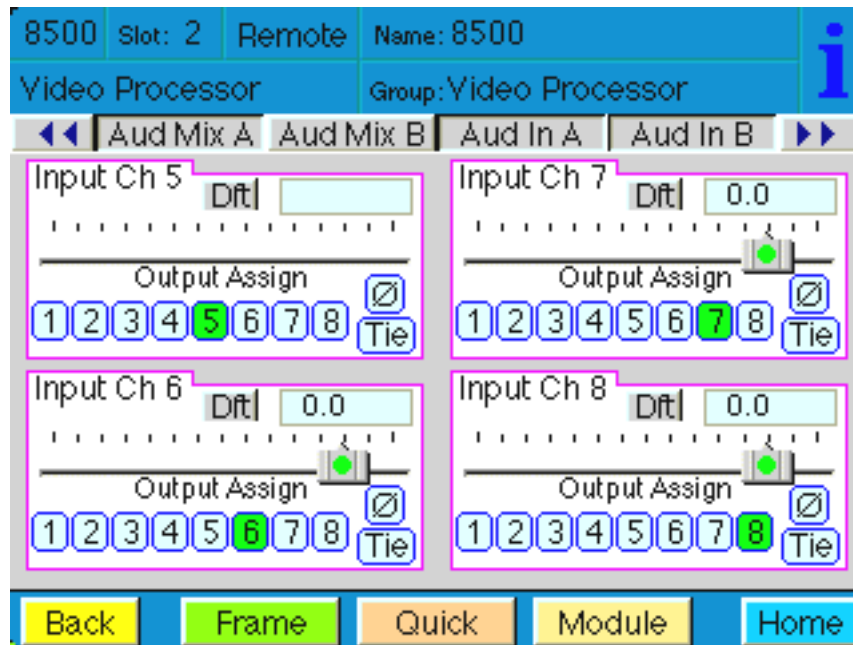 8500 Slot: 2 Remote Name: 8500 i
Video Processor Group: Video Processor
Aud Mix A Aud Mix B Aud In A Aud In B
Input Ch 5 Dft
Output Assign
1 2 3 4 5 6 7 8 Ø Tie
Input Ch 7 Dft 0.0
Output Assign
1 2 3 4 5 6 7 8 Ø Tie
Input Ch 6 Dft 0.0
Output Assign
1 2 3 4 5 6 7 8 Ø Tie
Input Ch 8 Dft 0.0
Output Assign
1 2 3 4 5 6 7 8 Ø Tie
Back Frame Quick Module Home